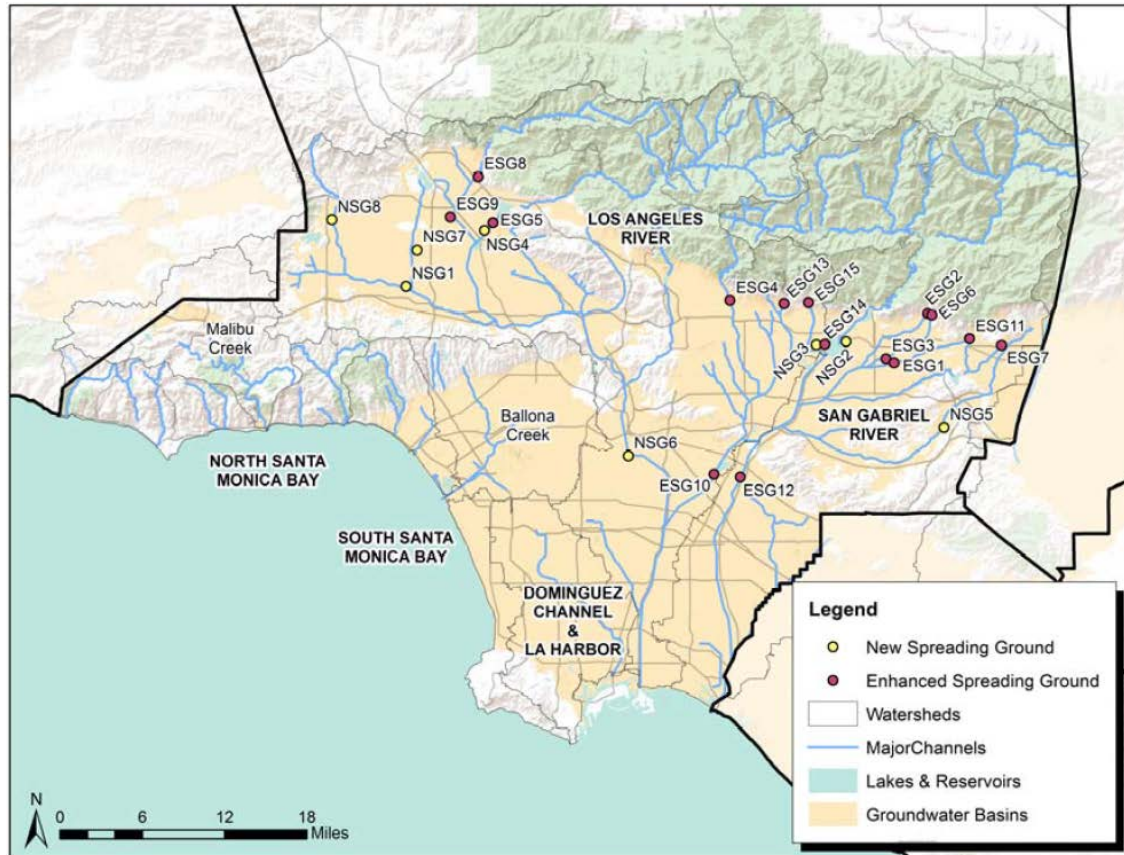 ESG8
NSG8
ESG9
ESG5
NSG4
NSG7
NSG1
LOS ANGELES
RIVER
ESG4
ESG13
ESG15
ESG2
ESG6
ESG14
NSG3
NSG2
ESG3
ESG1
ESG11
ESG7
Malibu
Creek
Ballona
Creek
SAN GABRIEL
RIVER
NSG5
NSG6
ESG10
ESG12
NORTH SANTA
MONICA BAY
SOUTH SANTA
MONICA BAY
DOMINGUEZ
CHANNEL
&
LA HARBOR
Legend
New Spreading Ground
Enhanced Spreading Ground
Watersheds
MajorChannels
Lakes & Reservoirs
Groundwater Basins
N
0 6 12 18
Miles